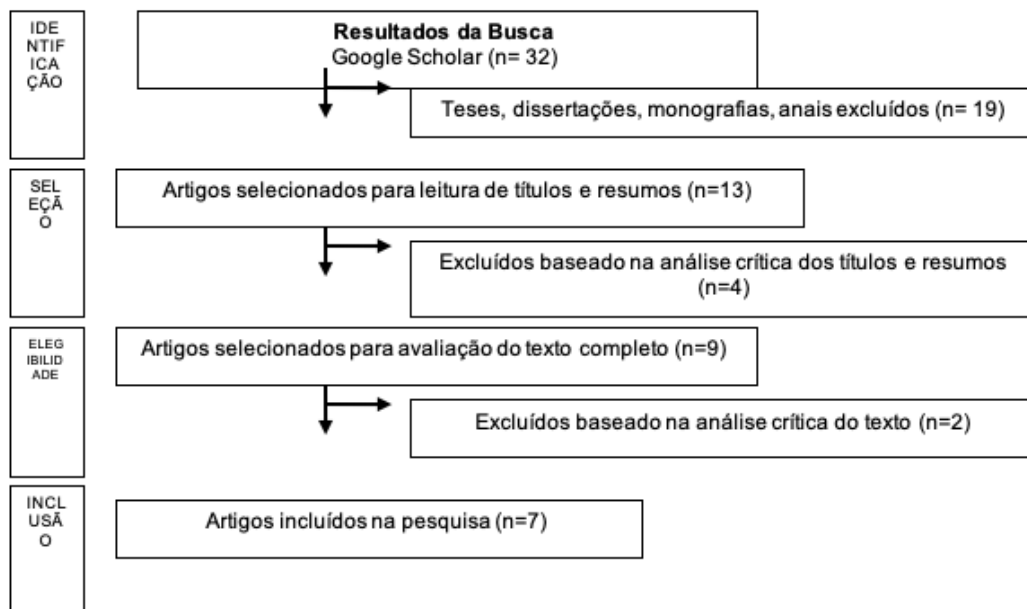 IDE
NTIF
ICA
ÇÃO
Resultados da Busca
Google Scholar (n= 32)
Teses, dissertações, monografias, anais excluídos (n= 19)
SEL
EÇÃ
O
Artigos selecionados para leitura de títulos e resumos (n=13)
Excluídos baseado na análise crítica dos títulos e resumos
(n=4)
ELEG
IBILID
ADE
Artigos selecionados para avaliação do texto completo (n=9)
Excluídos baseado na análise crítica do texto (n=2)
INCL
USÃ
O
Artigos incluídos na pesquisa (n=7)